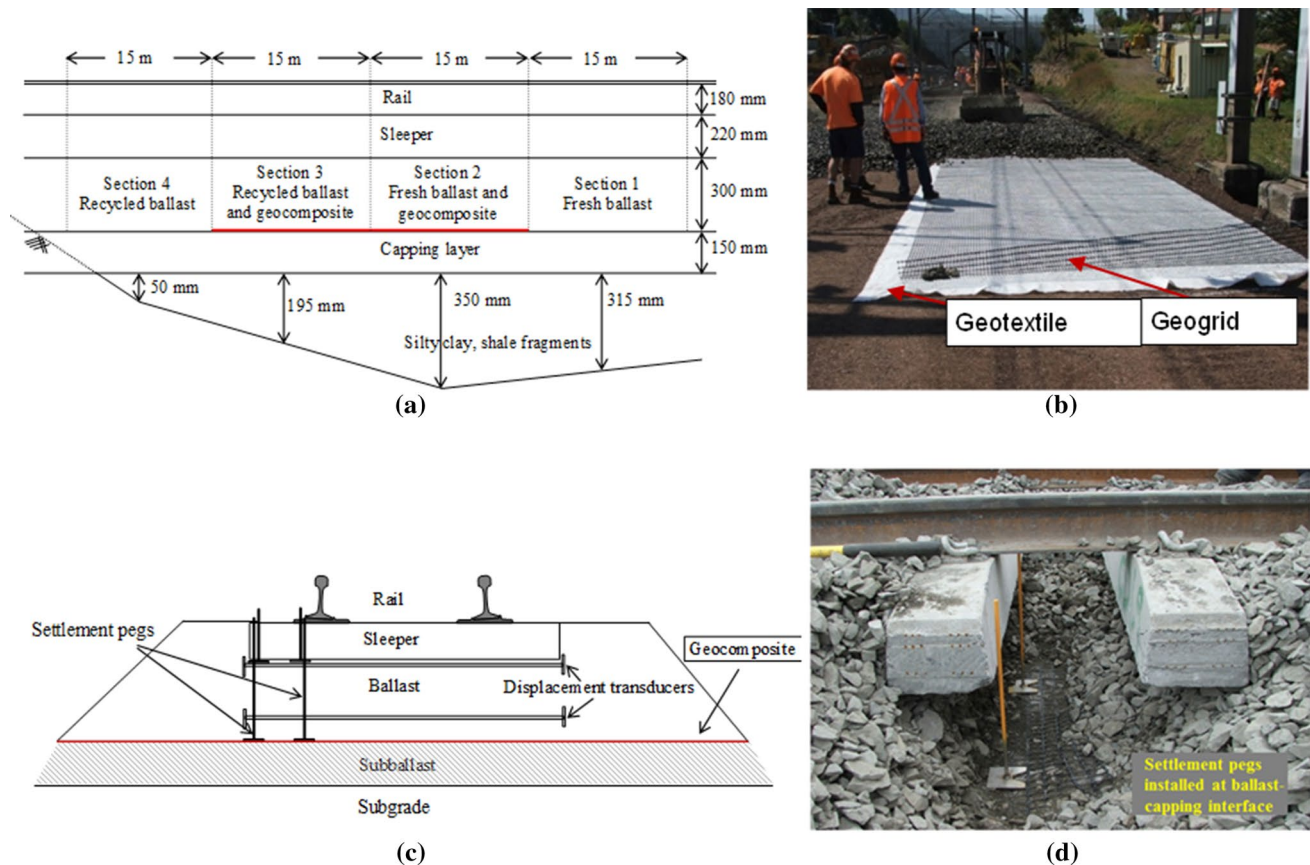 15 m 15 m 15 m 15 m
Rail
180 mm
Sleeper
220 mm
Section 4
Recycled ballast
Section 3
Recycled ballast
and geocomposite
Section 2
Fresh ballast and
geocomposite
Section 1
Fresh ballast
300 mm
Capping layer
150 mm
50 mm
195 mm
350 mm
315 mm
Silty clay, shale fragments
(a)
Geotextile
Geogrid
(b)
Rail
Settlement pegs
Sleeper
Geocomposite
Ballast
Displacement transducers
Subballast
Subgrade
(c)
Settlement pegs
installed at ballast-
capping interface
(d)